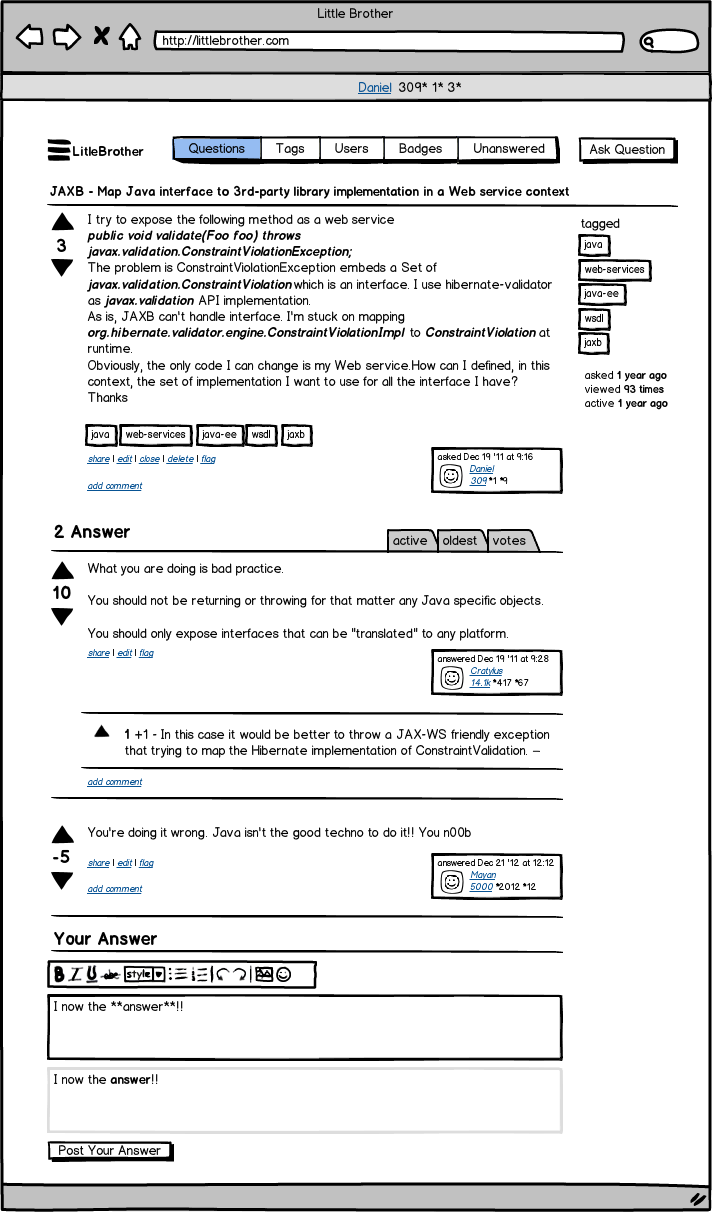 Little Brother
http://littlebrother.com
Daniel 309* 1* 3*
LitleBrother
Questions Tags Users Badges Unanswered
Ask Question
JAXB - Map Java interface to 3rd-party library implementation in a Web service context
3
I try to expose the following method as a web service
public void validate(Foo foo) throws
javax.validation.ConstraintViolationException;
The problem is ConstraintViolationException embeds a Set of
javax.validation.ConstraintViolation which is an interface. I use hibernate-validator
as javax.validation API implementation.
As is, JAXB can't handle interface. I'm stuck on mapping
org.hibernate.validator.engine.ConstraintViolationImpl to ConstraintViolation at
runtime.
Obviously, the only code I can change is my Web service.How can I defined, in this
context, the set of implementation I want to use for all the interface I have?
Thanks
tagged
java
web-services
java-ee
wsdl
jaxb
asked 1 year ago
viewed 93 times
active 1 year ago
java web-services java-ee wsdl jaxb
share | edit | close | delete | flag
add comment
asked Dec 19 '11 at 9:16
Daniel
309 *1 *9
2 Answer
active oldest votes
10
What you are doing is bad practice.
You should not be returning or throwing for that matter any Java specific objects.
You should only expose interfaces that can be "translated" to any platform.
share | edit | flag
answered Dec 19 '11 at 9:28
Cratylus
14.1k *417 *67
1 +1 - In this case it would be better to throw a JAX-WS friendly exception
that trying to map the Hibernate implementation of ConstraintValidation. –
add comment
-5
You're doing it wrong. Java isn't the good techno to do it!! You n00b
share | edit | flag
add comment
answered Dec 21 '12 at 12:12
Mayan
5000 *2012 *12
Your Answer
B I U abc style
I now the **answer**!!
I now the answer!!
Post Your Answer